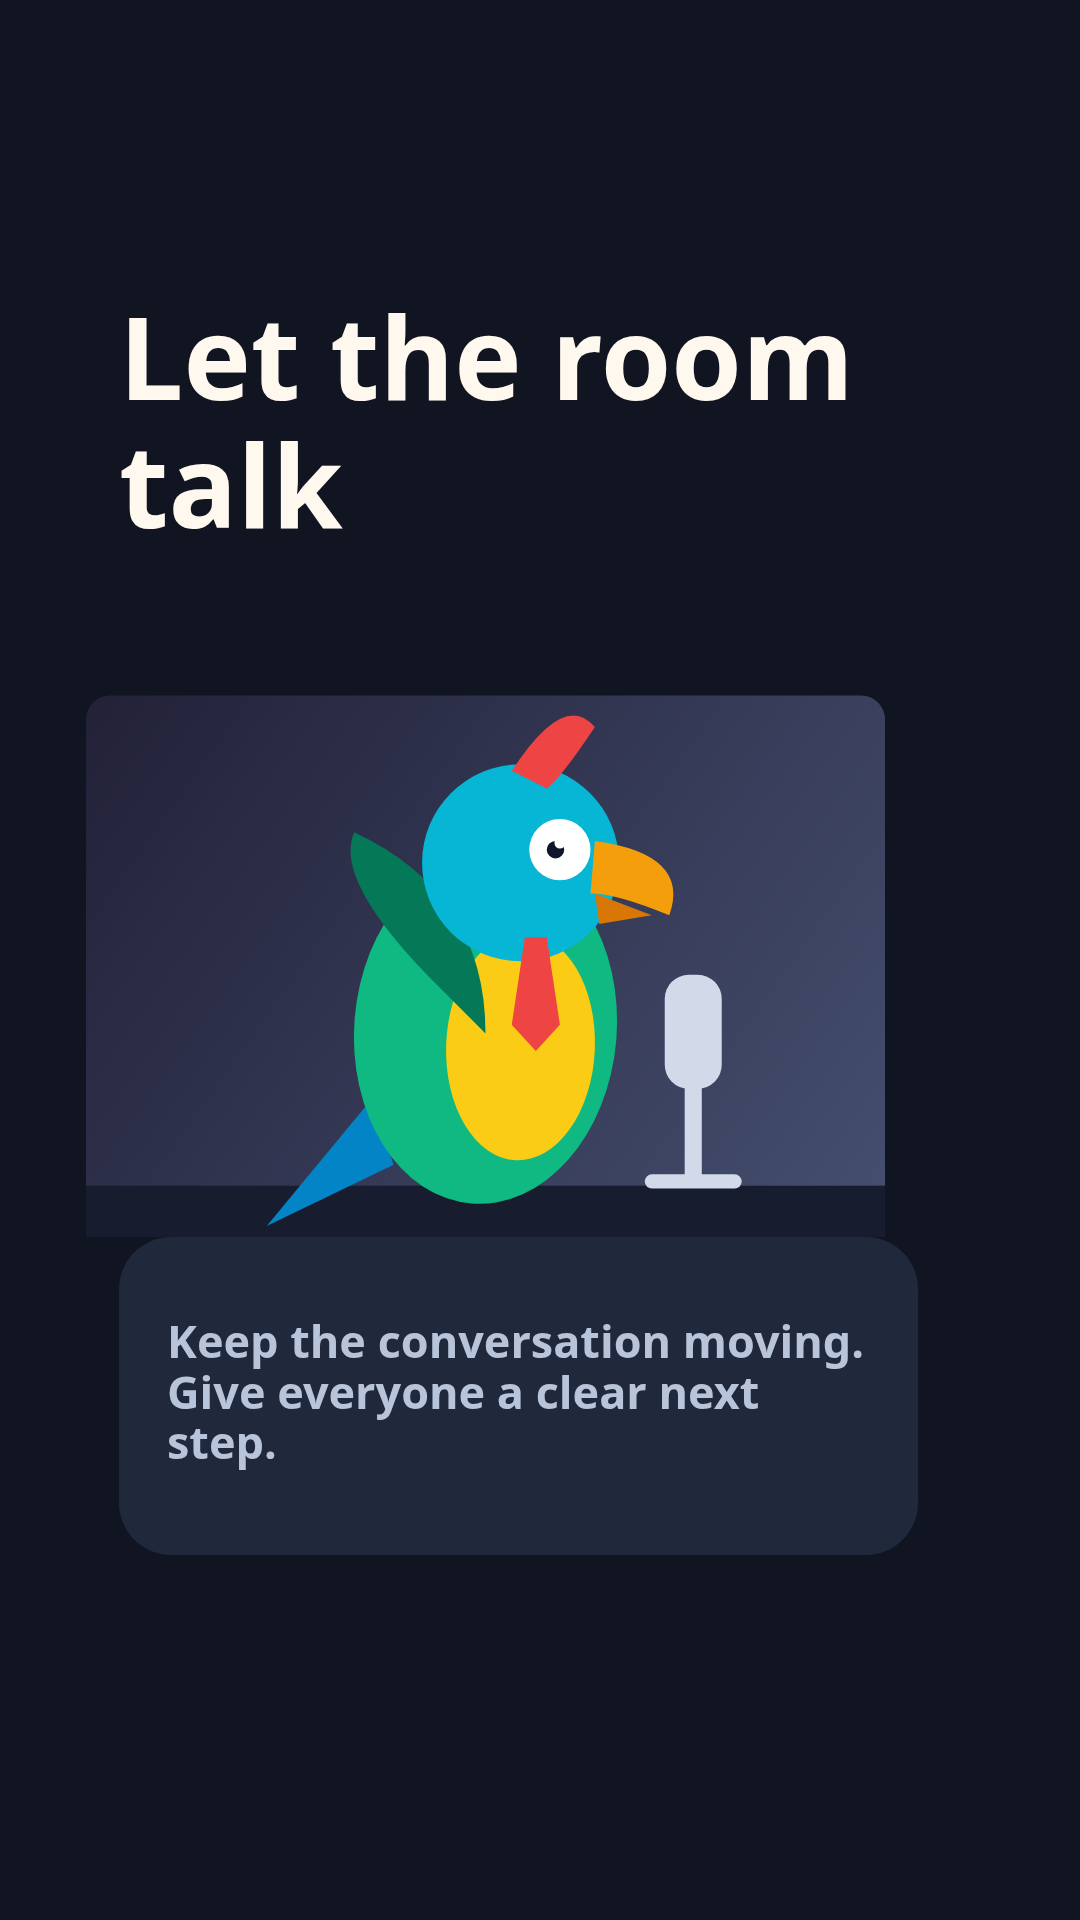 Let the room
talk
Keep the conversation moving.
Give everyone a clear next
step.